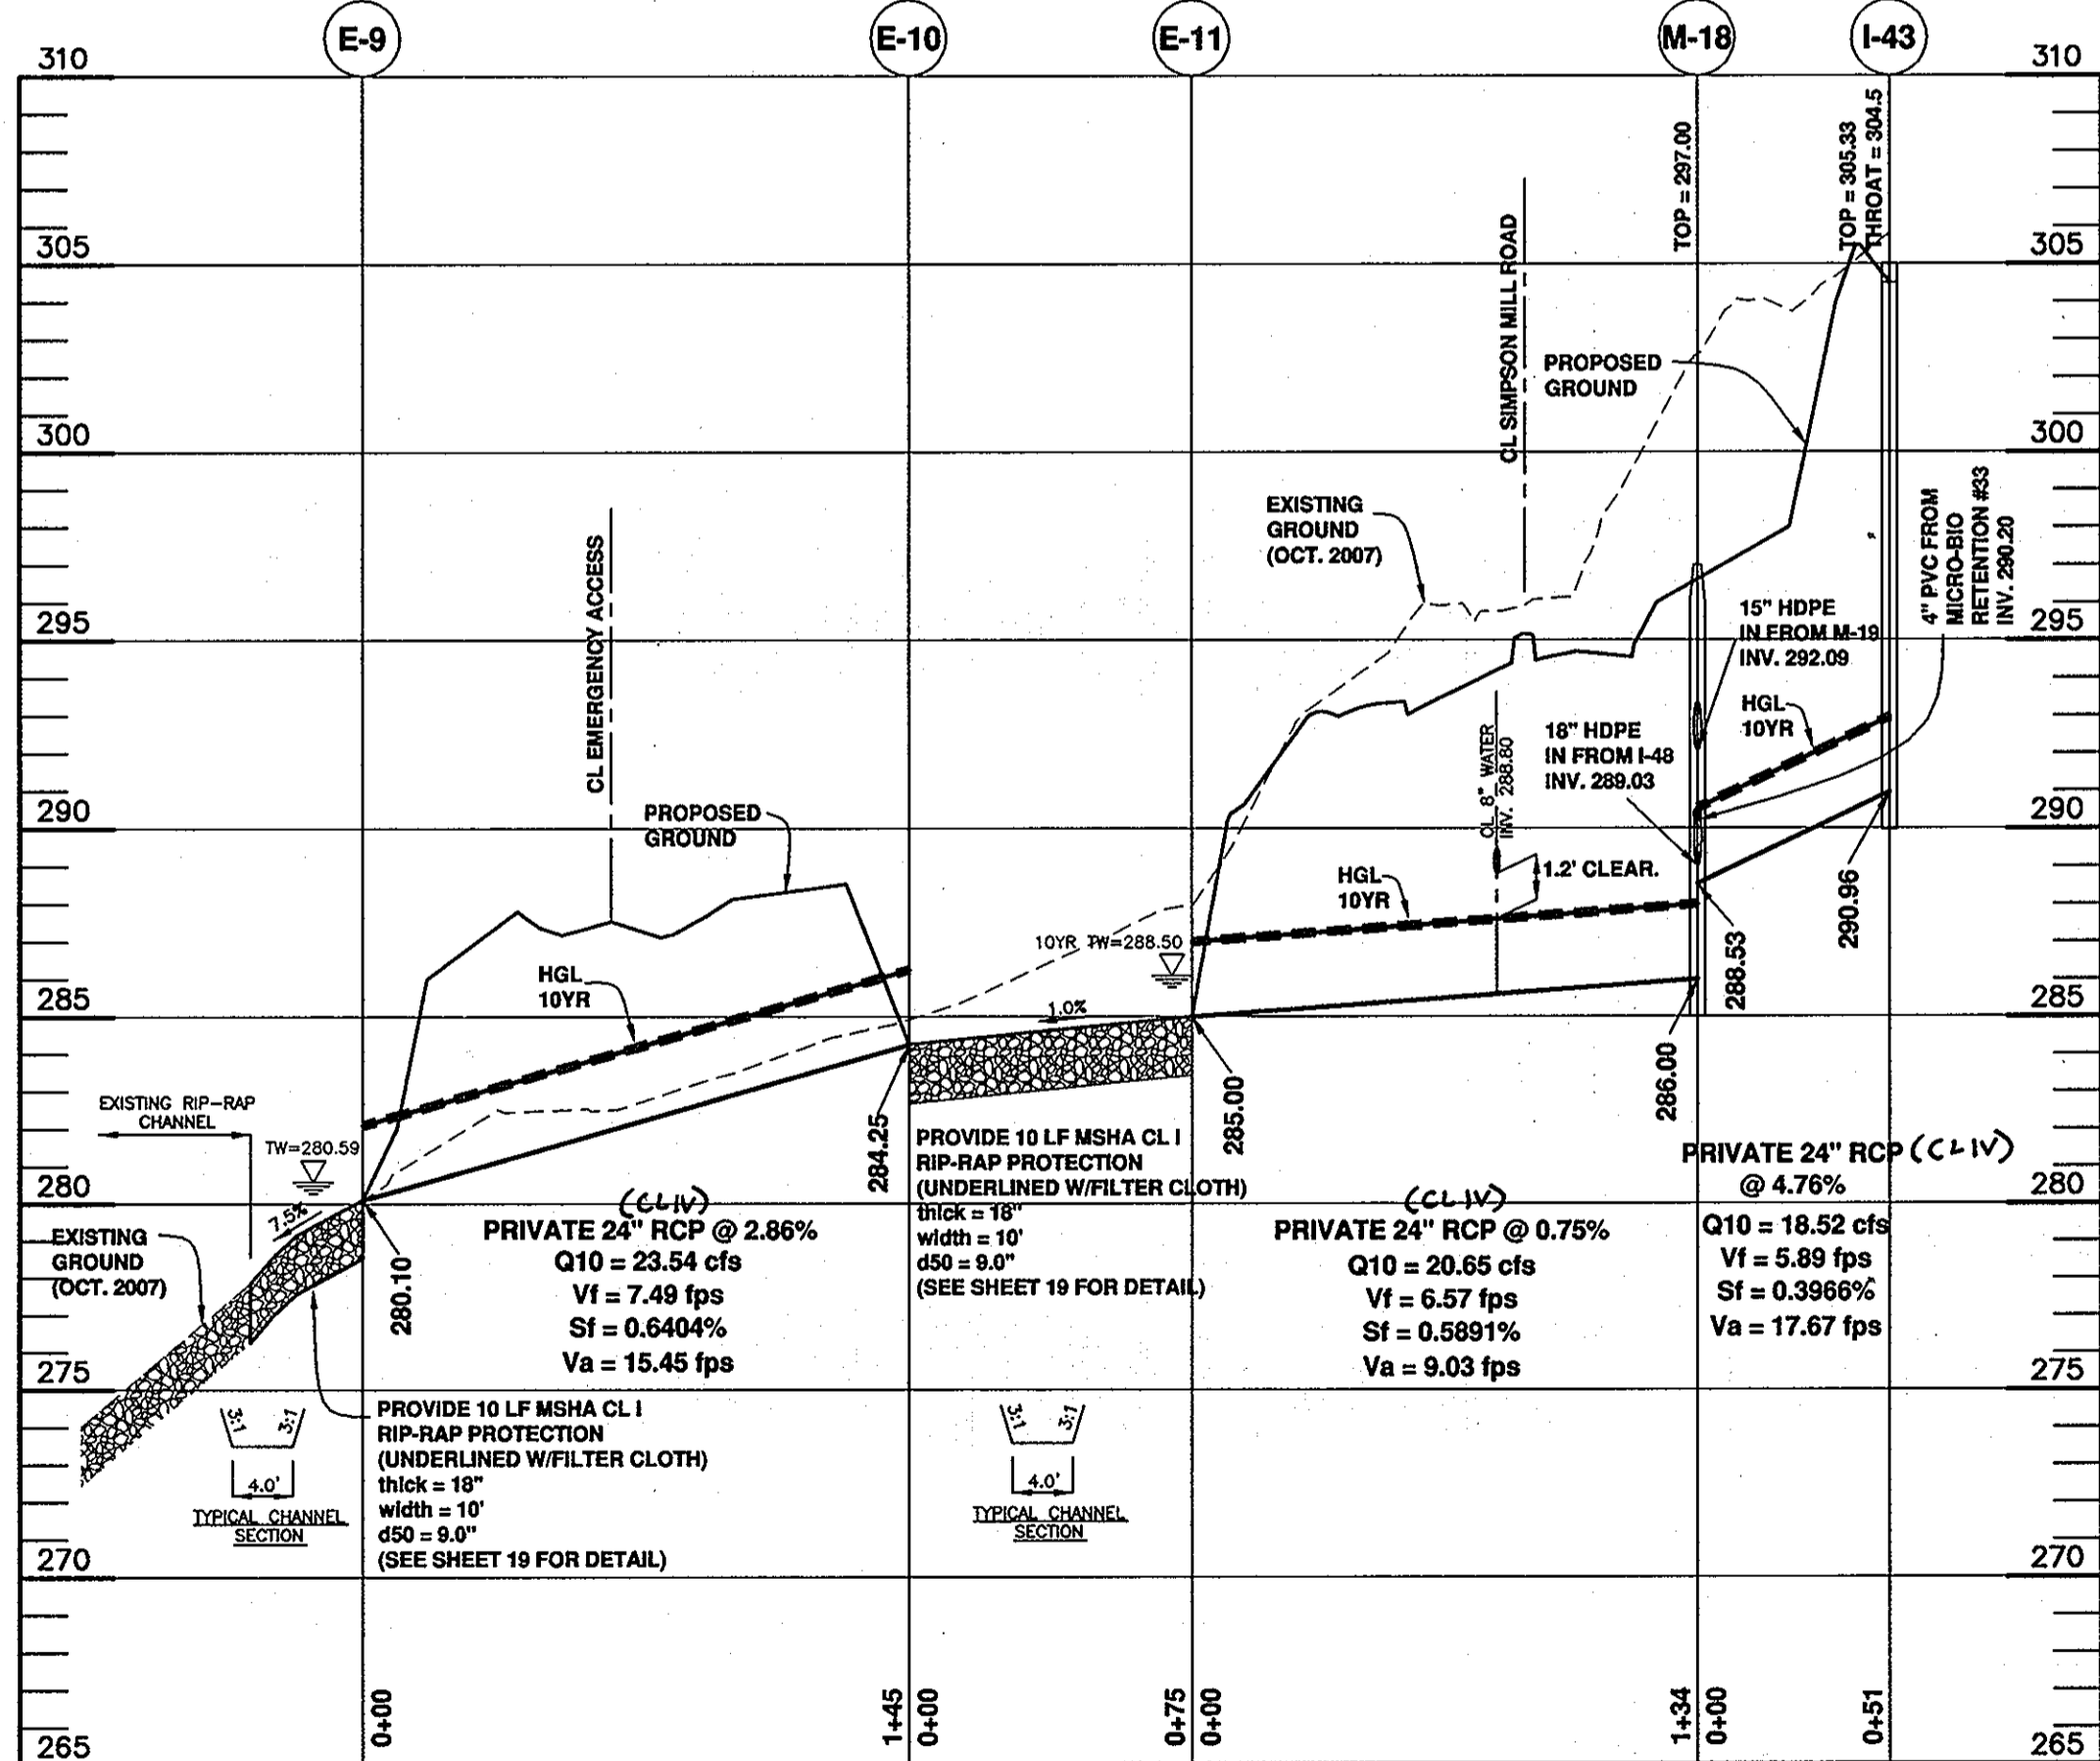 E-9
E-10
E-11
M-18
I-43
310
310
305
305
300
300
295
295
290
290
285
285
280
280
275
275
270
270
265
265
TOP = 297.00
TOP = 305.33
THROAT = 304.5
CL SIMPSON MILL ROAD
PROPOSED
GROUND
EXISTING
GROUND
(OCT. 2007)
4" PVC FROM
MICRO-BIO
RETENTION #33
INV. 290.20
CL EMERGENCY ACCESS
15" HDPE
IN FROM M-19
INV. 292.09
HGL
10YR
18" HDPE
IN FROM I-48
INV. 289.03
CL 8" WATER
INV. 288.80
1.2' CLEAR.
PROPOSED
GROUND
HGL
10YR
10YR TW=288.50
HGL
10YR
290.96
288.53
1.0%
285.00
286.00
284.25
EXISTING RIP-RAP
CHANNEL
TW=280.59
7.5%
EXISTING
GROUND
(OCT. 2007)
280.10
(CL IV)
PRIVATE 24" RCP @ 2.86%
Q10 = 23.54 cfs
Vf = 7.49 fps
Sf = 0.6404%
Va = 15.45 fps
PROVIDE 10 LF MSHA CL I
RIP-RAP PROTECTION
(UNDERLINED W/FILTER CLOTH)
thick = 18"
width = 10'
d50 = 9.0"
(SEE SHEET 19 FOR DETAIL)
(CL IV)
PRIVATE 24" RCP @ 0.75%
Q10 = 20.65 cfs
Vf = 6.57 fps
Sf = 0.5891%
Va = 9.03 fps
PRIVATE 24" RCP (CL IV)
@ 4.76%
Q10 = 18.52 cfs
Vf = 5.89 fps
Sf = 0.3966%
Va = 17.67 fps
3:1 3:1
4.0'
TYPICAL CHANNEL
SECTION
PROVIDE 10 LF MSHA CL I
RIP-RAP PROTECTION
(UNDERLINED W/FILTER CLOTH)
thick = 18"
width = 10'
d50 = 9.0"
(SEE SHEET 19 FOR DETAIL)
3:1 3:1
4.0'
TYPICAL CHANNEL
SECTION
0+00
1+45
0+00
0+75
0+00
1+34
0+00
0+51